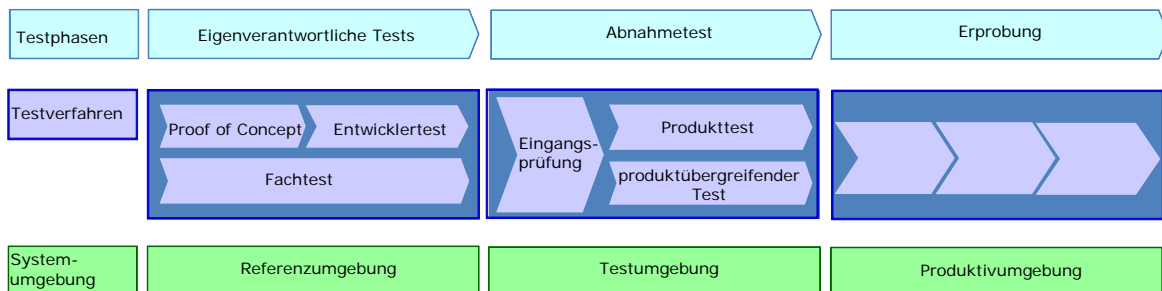 Testphasen
Eigenverantwortliche Tests
Abnahmetest
Erprobung
Testverfahren
Proof of Concept
Entwicklertest
Fachtest
Eingangs-
prüfung
Produkttest
produktübergreifender
Test
System-
umgebung
Referenzumgebung
Testumgebung
Produktivumgebung